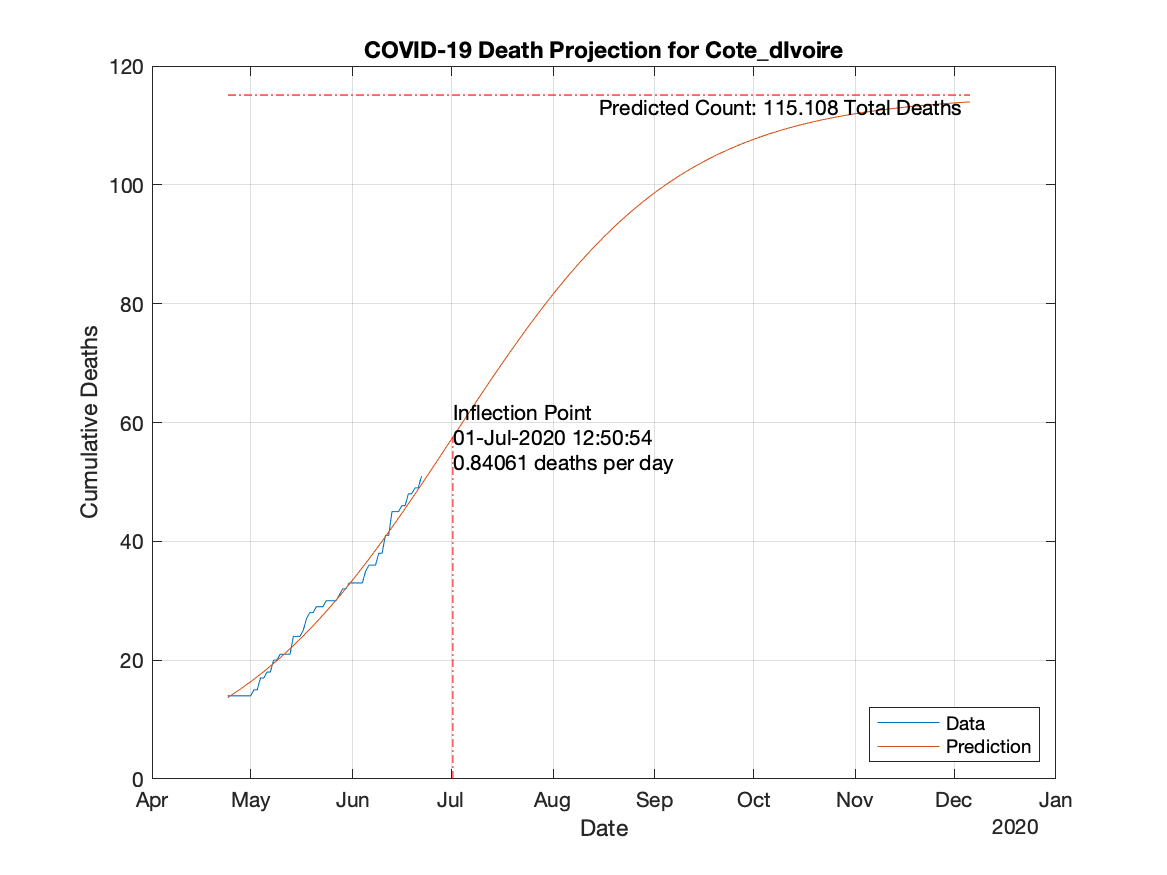 COVID-19 Death Projection for Cote_dIvoire
120
100
80
60
40
20
0
Cumulative Deaths
Predicted Count: 115.108 Total Deaths
Inflection Point
01-Jul-2020 12:50:54
0.84061 deaths per day
Data
Prediction
Apr May Jun Jul Aug Sep Oct Nov Dec Jan
Date
2020